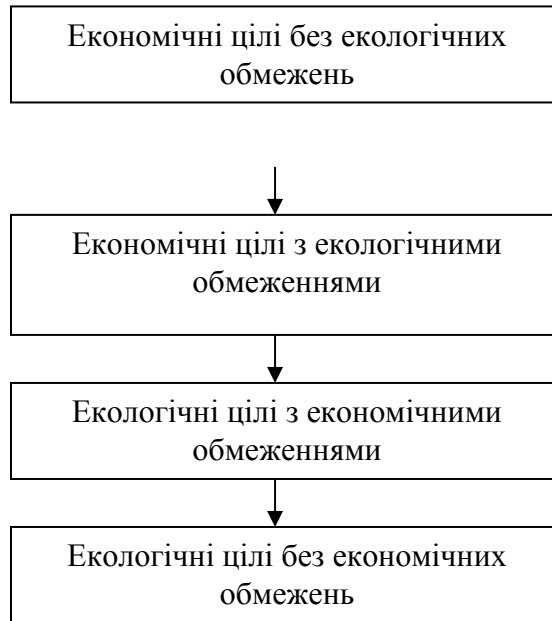 Економічні цілі без екологічних
обмежень
Економічні цілі з екологічними
обмеженнями
Екологічні цілі з економічними
обмеженнями
Екологічні цілі без економічних
обмежень